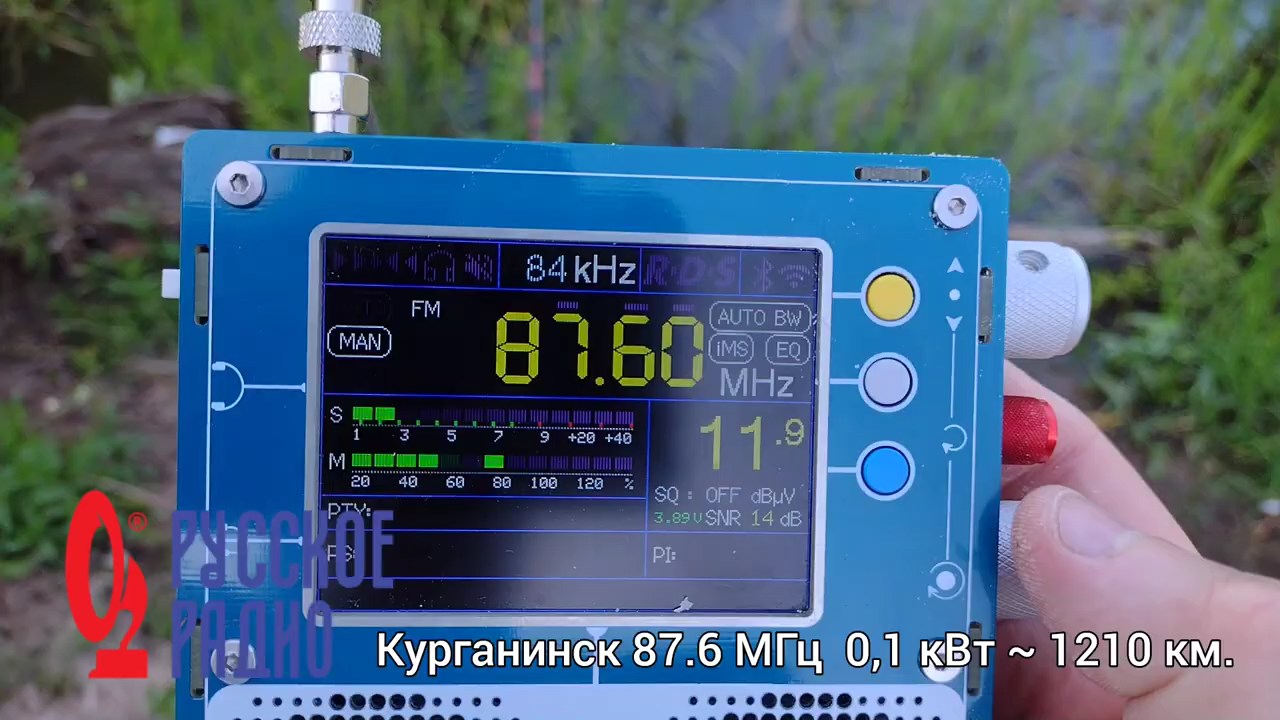 84 kHz RDS
FM
87.60
MHz
AUTO BW
iMS EQ
MAN
S
1 3 5 7 9 +20 +40
M
20 40 60 80 100 120 %
11.9
SQ : OFF dBµV
3.89V SNR 14 dB
PTY:
PS:
PI:
РУССКОЕ
РАДИО
®
Курганинск 87.6 МГц 0,1 кВт ~ 1210 км.